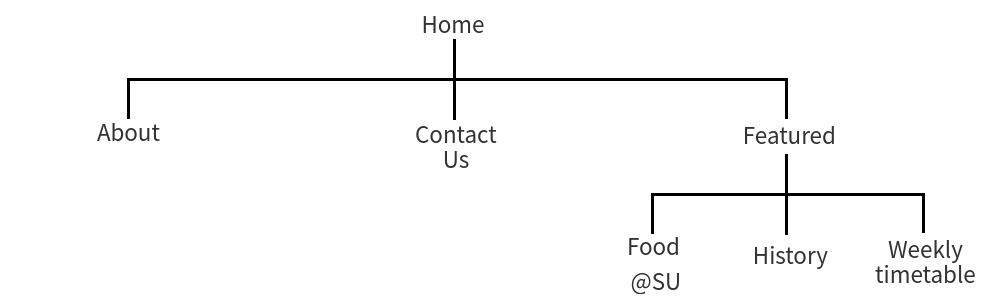 Home
About
Contact
Us
Featured
Food
@SU
History
Weekly
timetable